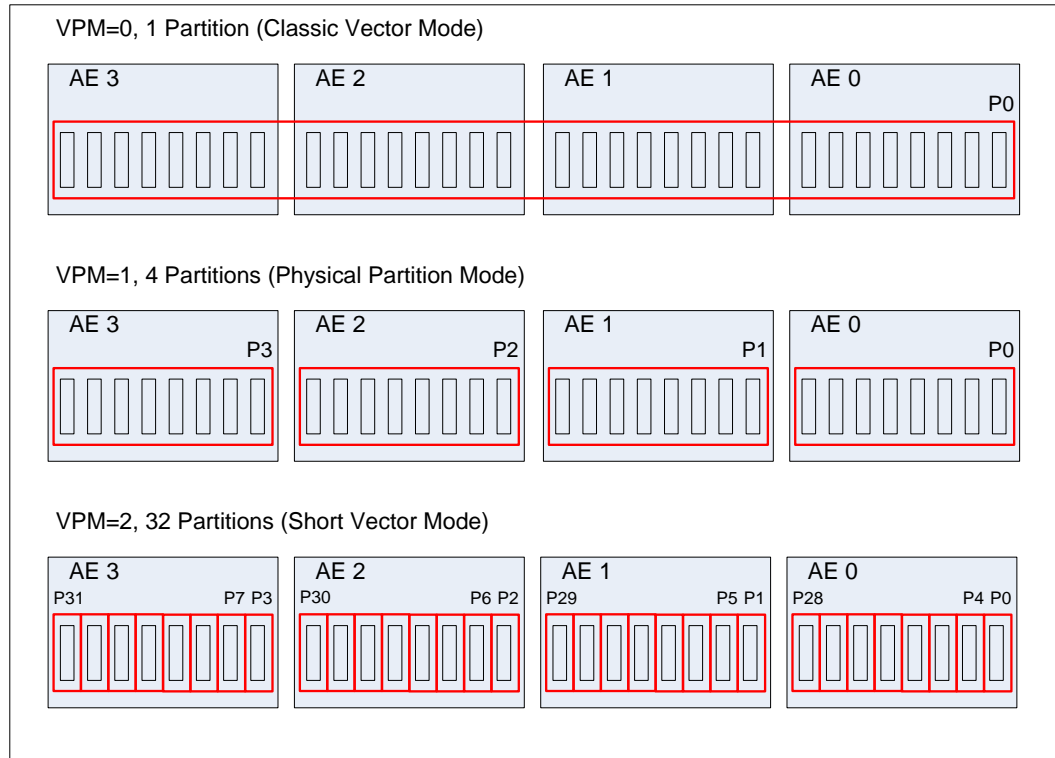 VPM=0, 1 Partition (Classic Vector Mode)
AE 3
AE 2
AE 1
AE 0
P0
VPM=1, 4 Partitions (Physical Partition Mode)
AE 3
AE 2
AE 1
AE 0
P3
P2
P1
P0
VPM=2, 32 Partitions (Short Vector Mode)
AE 3
AE 2
AE 1
AE 0
P31 P7 P3
P30 P6 P2
P29 P5 P1
P28 P4 P0